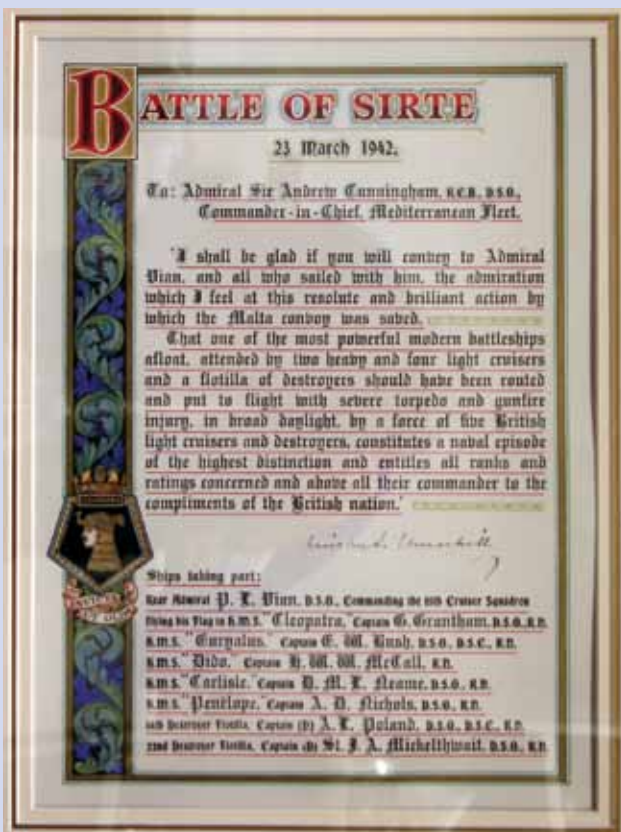 BATTLE OF SIRTE
23 March 1942.
To: Admiral Sir Andrew Cunningham, K.C.B. D.S.O.,
Commander-in-Chief, Mediterranean Fleet.
'I shall be glad if you will convey to Admiral
Vian, and all who sailed with him, the admiration
which I feel at this resolute and brilliant action by
which the Malta convoy was saved.
That one of the most powerful modern battleships
afloat, attended by two heavy and four light cruisers
and a flotilla of destroyers should have been routed
and put to flight with severe torpedo and gunfire
injury, in broad daylight, by a force of five British
light cruisers and destroyers, constitutes a naval episode
of the highest distinction and entitles all ranks and
ratings concerned and above all their commander to the
compliments of the British nation.'
Winston S. Churchill
Ships taking part:
Rear Admiral P. L. Vian, D.S.O., Commanding the 15th Cruiser Squadron
flying his Flag in H.M.S. "Cleopatra," Captain G. Grantham, D.S.O., R.N.
H.M.S. "Euryalus," Captain E. W. Bush, D.S.O., D.S.C., R.N.
H.M.S. "Dido, Captain H. W. W. McCall, R.N.
H.M.S. "Carlisle," Captain D. M. L. Neame, D.S.O., R.N.
H.M.S. "Penelope," Captain A. D. Nichols, D.S.O., R.N.
14th Destroyer Flotilla, Captain (D) A. L. Poland, D.S.O., D.S.C., R.N.
22nd Destroyer Flotilla, Captain (D) St. J. A. Mickelthwait, D.S.O., R.N.